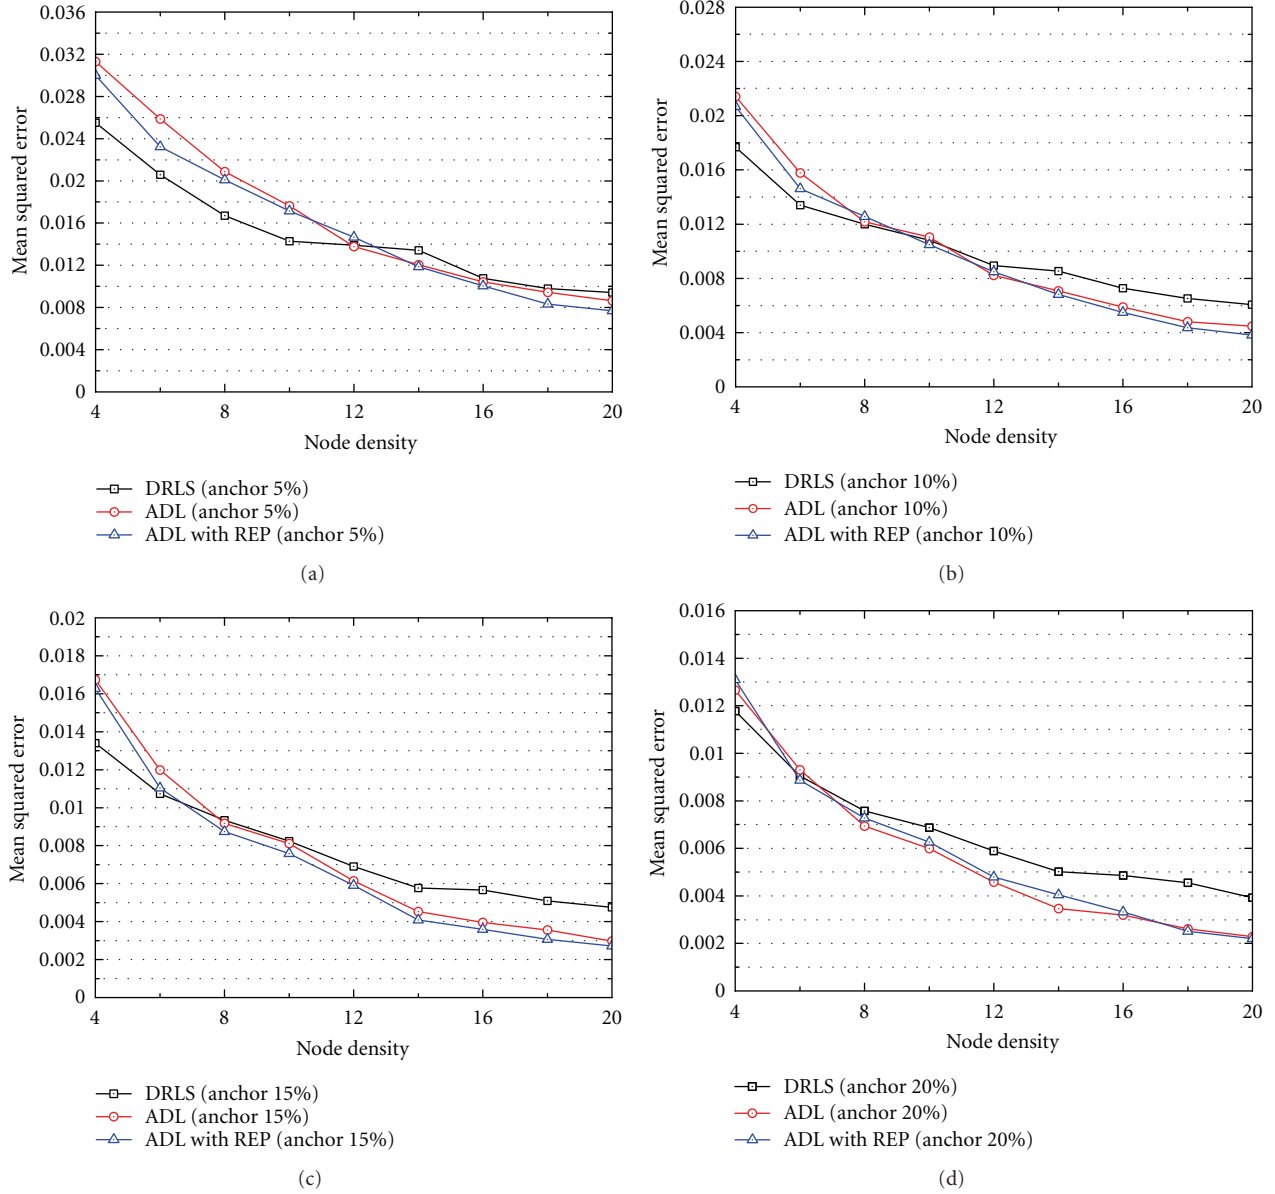 0.036
0.032
0.028
0.024
0.02
0.016
0.012
0.008
0.004
0
Mean squared error
4
8
12
16
20
Node density
DRLS (anchor 5%)
ADL (anchor 5%)
ADL with REP (anchor 5%)
(a)
0.028
0.024
0.02
0.016
0.012
0.008
0.004
0
Mean squared error
4
8
12
16
20
Node density
DRLS (anchor 10%)
ADL (anchor 10%)
ADL with REP (anchor 10%)
(b)
0.02
0.018
0.016
0.014
0.012
0.01
0.008
0.006
0.004
0.002
0
Mean squared error
4
8
12
16
20
Node density
DRLS (anchor 15%)
ADL (anchor 15%)
ADL with REP (anchor 15%)
(c)
0.016
0.014
0.012
0.01
0.008
0.006
0.004
0.002
0
Mean squared error
4
8
12
16
20
Node density
DRLS (anchor 20%)
ADL (anchor 20%)
ADL with REP (anchor 20%)
(d)